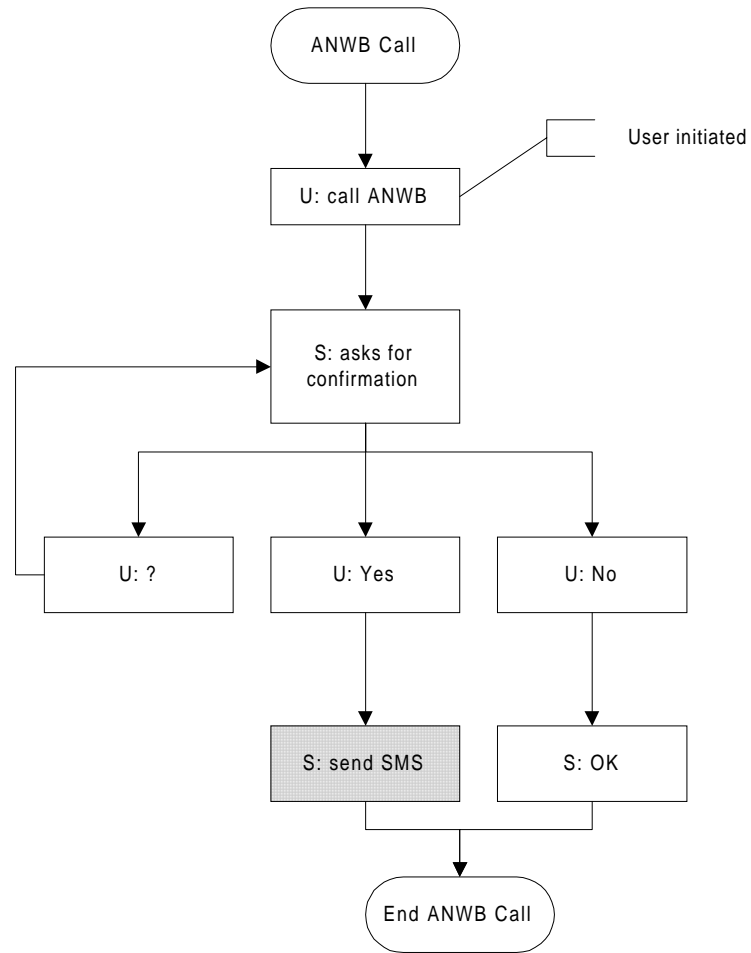 ANWB Call
User initiated
U: call ANWB
S: asks for
confirmation
U: ?
U: Yes
U: No
S: send SMS
S: OK
End ANWB Call